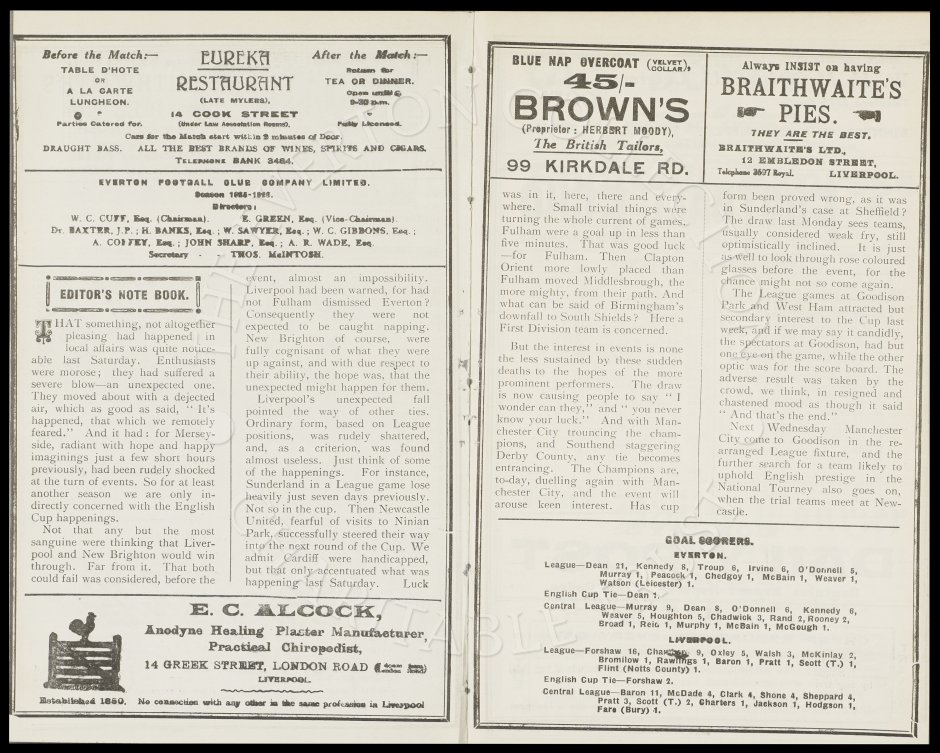 Before the Match:—
TABLE D'HOTE
OR
A LA CARTE
LUNCHEON.
Parties Catered for.
EUREKA
RESTAURANT
(LATE MYLERS),
14 COOK STREET
(Under Law Association Rooms),
After the Match:—
Return for
TEA OR DINNER.
Open until
9-30 p.m.
Fully Licensed.
Cars for the Match start within 2 minutes of Door.
DRAUGHT BASS. ALL THE BEST BRANDS OF WINES, SPIRITS AND CIGARS.
TELEPHONE BANK 3484.
EVERTON FOOTBALL CLUB COMPANY LIMITED.
Season 1925-1926.
Directors:
W. C. CUFF, Esq. (Chairman). E. GREEN, Esq. (Vice-Chairman).
Dr. BAXTER, J.P.; H. BANKS, Esq.; W. SAWYER, Esq.; W. C. GIBBONS, Esq.;
A. COFFEY, Esq.; JOHN SHARP, Esq.; A. R. WADE, Esq.
Secretary - - THOS. McINTOSH.
EDITOR'S NOTE BOOK.
THAT something, not altogether
pleasing had happened in
local affairs was quite notice-
able last Saturday. Enthusiasts
were morose; they had suffered a
severe blow—an unexpected one.
They moved about with a dejected
air, which as good as said, "It's
happened, that which we remotely
feared." And it had: for Mersey-
side, radiant with hope and happy
imaginings just a few short hours
previously, had been rudely shocked
at the turn of events. So for at least
another season we are only in-
directly concerned with the English
Cup happenings.
Not that any but the most
sanguine were thinking that Liver-
pool and New Brighton would win
through. Far from it. That both
could fail was considered, before the
event, almost an impossibility.
Liverpool had been warned, for had
not Fulham dismissed Everton?
Consequently they were not
expected to be caught napping.
New Brighton of course, were
fully cognisant of what they were
up against, and with due respect to
their ability, the hope was, that the
unexpected might happen for them.
Liverpool's unexpected fall
pointed the way of other ties.
Ordinary form, based on League
positions, was rudely shattered,
and, as a criterion, was found
almost useless. Just think of some
of the happenings. For instance,
Sunderland in a League game lose
heavily just seven days previously.
Not so in the cup. Then Newcastle
United, fearful of visits to Ninian
Park, successfully steered their way
into the next round of the Cup. We
admit Cardiff were handicapped,
but that only accentuated what was
happening last Saturday. Luck
E. C. ALCOCK,
Anodyne Healing Plaster Manufacturer,
Practical Chiropodist,
14 GREEK STREET, LONDON ROAD
LIVERPOOL.
Established 1850. No connection with any other in the same profession in Liverpool
BLUE NAP OVERCOAT (VELVET COLLAR),
45/-
BROWN'S
(Proprietor: HERBERT MOODY),
The British Tailors,
99 KIRKDALE RD.
Always INSIST on having
BRAITHWAITE'S
PIES.
THEY ARE THE BEST.
BRAITHWAITE'S LTD.,
12 EMBLEDON STREET,
Telephone 3597 Royal. LIVERPOOL.
was in it, here, there and every-
where. Small trivial things were
turning the whole current of games.
Fulham were a goal up in less than
five minutes. That was good luck
—for Fulham. Then Clapton
Orient more lowly placed than
Fulham moved Middlesbrough, the
more mighty, from their path. And
what can be said of Birmingham's
downfall to South Shields? Here a
First Division team is concerned.
But the interest in events is none
the less sustained by these sudden
deaths to the hopes of the more
prominent performers. The draw
is now causing people to say "I
wonder can they," and "you never
know your luck." And with Man-
chester City trouncing the cham-
pions, and Southend staggering
Derby County, any tie becomes
entrancing. The Champions are,
to-day, duelling again with Man-
chester City, and the event will
arouse keen interest. Has cup
form been proved wrong, as it was
in Sunderland's case at Sheffield?
The draw last Monday sees teams,
usually considered weak fry, still
optimistically inclined. It is just
as well to look through rose coloured
glasses before the event, for the
chance might not so come again.
The League games at Goodison
Park and West Ham attracted but
secondary interest to the Cup last
week, and if we may say it candidly,
the spectators at Goodison, had but
one eye on the game, while the other
optic was for the score board. The
adverse result was taken by the
crowd, we think, in resigned and
chastened mood as though it said
"And that's the end."
Next Wednesday Manchester
City come to Goodison in the re-
arranged League fixture, and the
further search for a team likely to
uphold English prestige in the
National Tourney also goes on,
when the trial teams meet at New-
castle.
GOAL SCORERS.
EVERTON.
League—Dean 21, Kennedy 8, Troup 6, Irvine 6, O'Donnell 5,
Murray 1, Peacock 1, Chedgoy 1, McBain 1, Weaver 1,
Watson (Leicester) 1.
English Cup Tie—Dean 1.
Central League—Murray 9, Dean 8, O'Donnell 6, Kennedy 6,
Weaver 5, Houghton 5, Chadwick 3, Rand 2, Rooney 2,
Broad 1, Reid 1, Murphy 1, McBain 1, McGough 1.
LIVERPOOL.
League—Forshaw 16, 9, Oxley 5, Walsh 3, McKinlay 2,
Bromilow 1, Rawlings 1, Baron 1, Pratt 1, Scott (T.) 1,
Flint (Notts County) 1.
English Cup Tie—Forshaw 2.
Central League—Baron 11, McDade 4, Clark 4, Shone 4, Sheppard 4,
Pratt 3, Scott (T.) 2, Charters 1, Jackson 1, Hodgson 1,
Fare (Bury) 1.